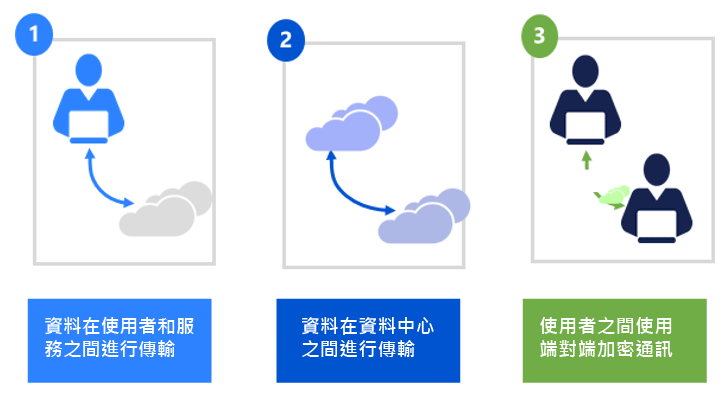 1
2
3
資料在使用者和服
務之間進行傳輸
資料在資料中心
之間進行傳輸
使用者之間使用
端對端加密通訊